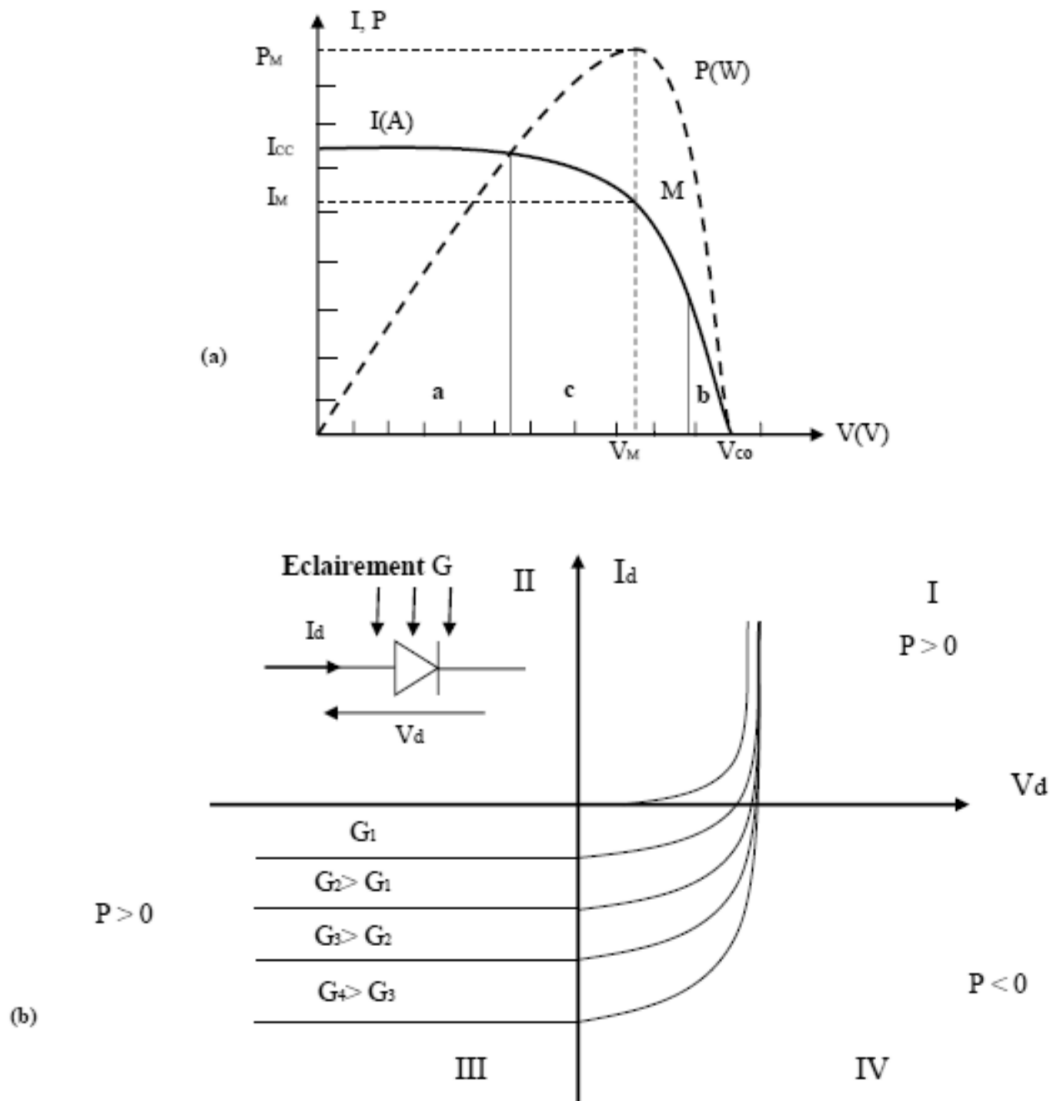 I, P
PM
P(W)
I(A)
ICC
IM
M
(a)
a
c
b
V(V)
VM
VCO
Eclairement G
II
Id
I
Id
P > 0
Vd
Vd
G1
G2> G1
P > 0
G3> G2
G4> G3
P < 0
(b)
III
IV